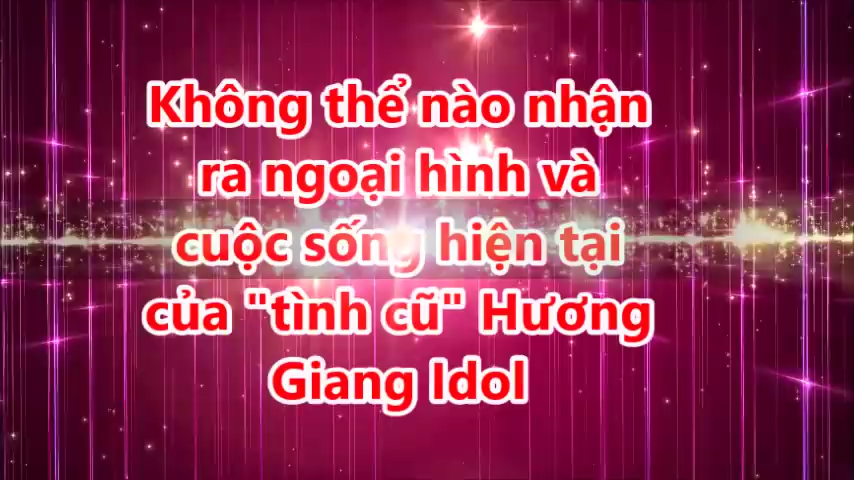 Không thể nào nhận
ra ngoại hình và
cuộc sống hiện tại
của "tình cũ" Hương
Giang Idol